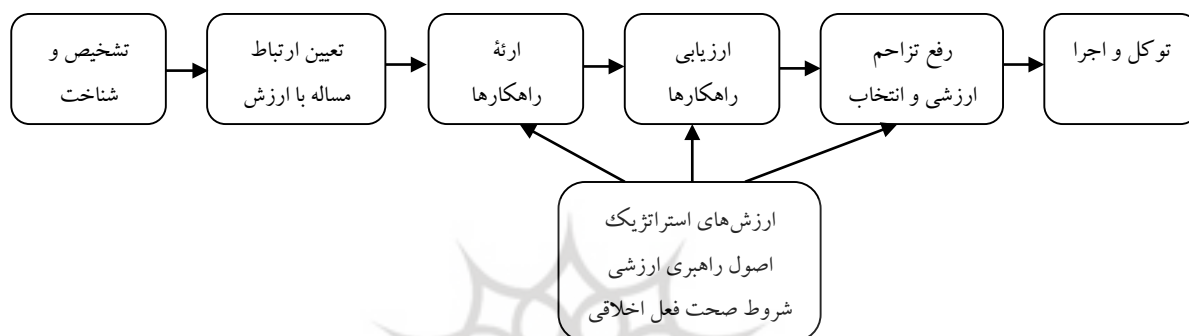 تشخیص و
شناخت
تعیین ارتباط
مساله با ارزش
ارئۀ
راهکارها
ارزیابی
راهکارها
رفع تزاحم
ارزشی و انتخاب
توکل و اجرا
ارزش‌های استراتژیک
اصول راهبری ارزشی
شروط صحت فعل اخلاقی